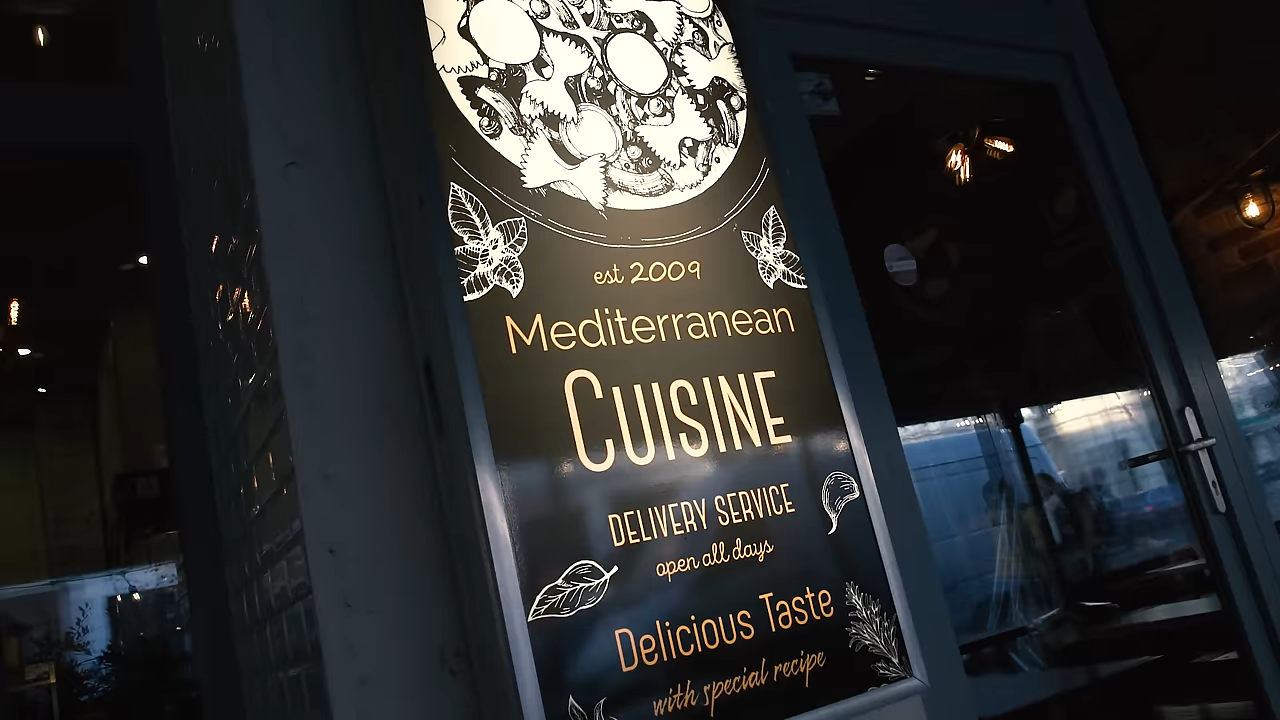 est 2009
Mediterranean
CUISINE
DELIVERY SERVICE
open all days
Delicious Taste
with special recipe